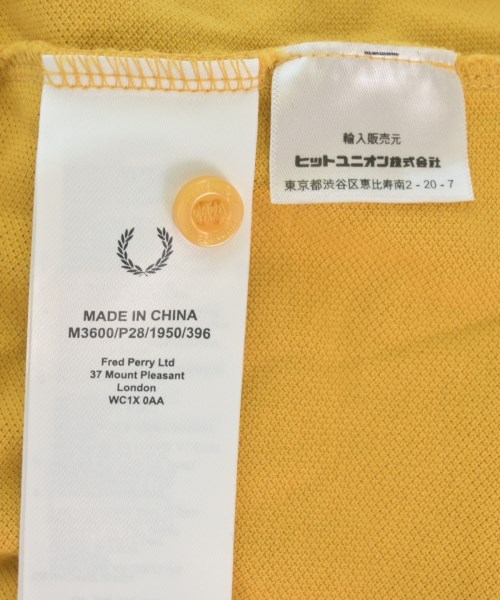 MADE IN CHINA
M3600/P28/1950/396
Fred Perry Ltd
37 Mount Pleasant
London
WC1X 0AA
輸入販売元
ヒットユニオン株式会社
東京都渋谷区恵比寿南2-20-7